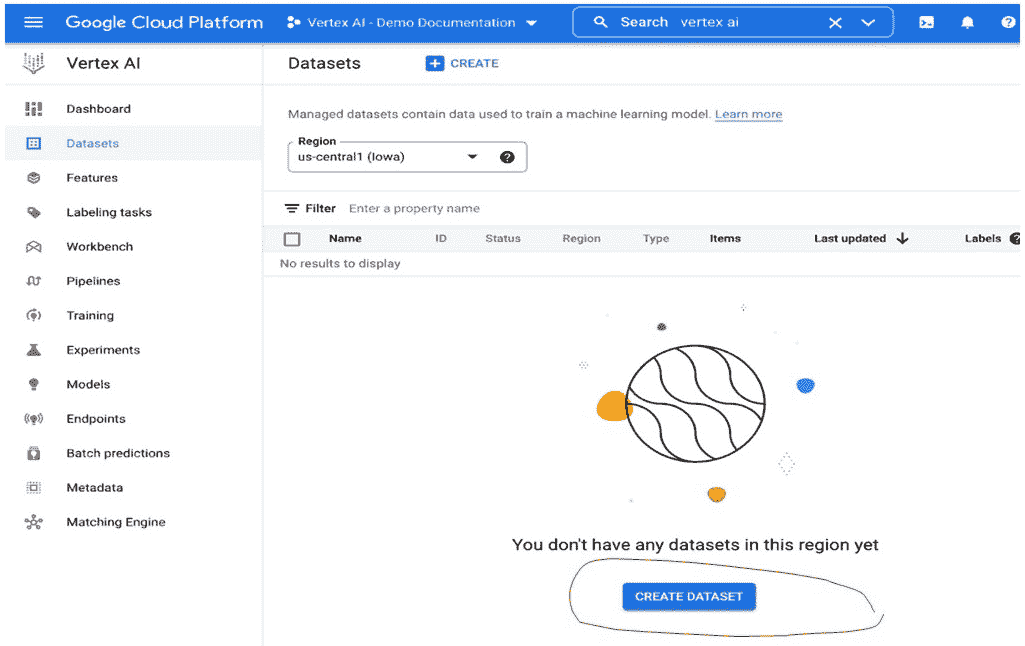 Google Cloud Platform
Vertex AI - Demo Documentation
Search vertex ai
Vertex AI
Datasets
CREATE
Dashboard
Datasets
Features
Labeling tasks
Workbench
Pipelines
Training
Experiments
Models
Endpoints
Batch predictions
Metadata
Matching Engine
Managed datasets contain data used to train a machine learning model. Learn more
Region
us-central1 (Iowa)
Filter Enter a property name
Name ID Status Region Type Items Last updated Labels
No results to display
You don't have any datasets in this region yet
CREATE DATASET